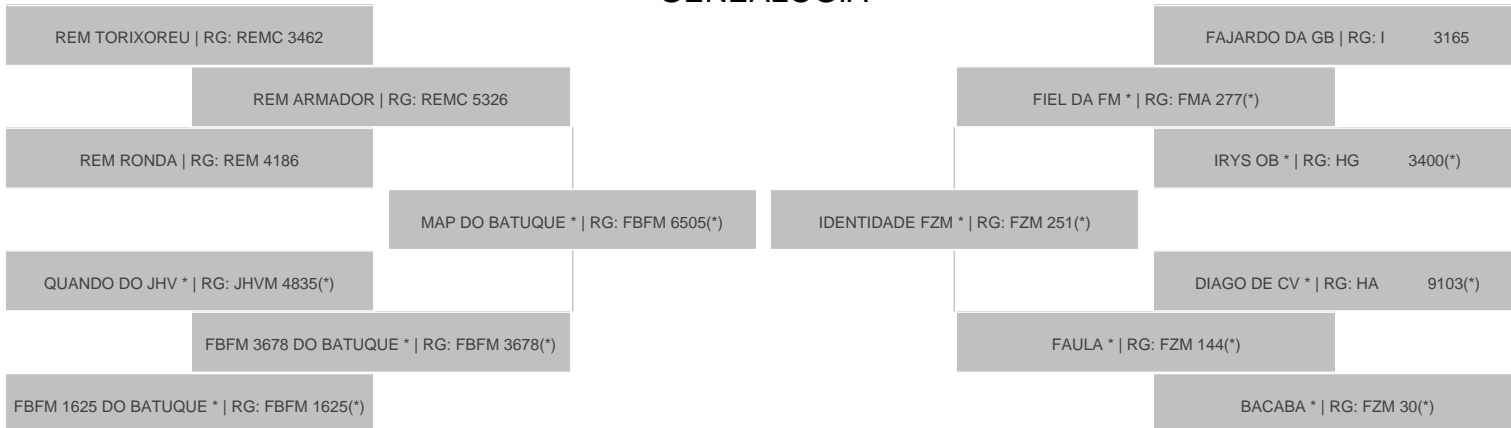 GENEALOGIA
REM TORIXOREU | RG: REMC 3462
FAJARDO DA GB | RG: I 3165
REM ARMADOR | RG: REMC 5326
FIEL DA FM * | RG: FMA 277(*)
REM RONDA | RG: REM 4186
IRYS OB * | RG: HG 3400(*)
MAP DO BATUQUE * | RG: FBFM 6505(*)
IDENTIDADE FZM * | RG: FZM 251(*)
QUANDO DO JHV * | RG: JHVM 4835(*)
DIAGO DE CV * | RG: HA 9103(*)
FBFM 3678 DO BATUQUE * | RG: FBFM 3678(*)
FAULA * | RG: FZM 144(*)
FBFM 1625 DO BATUQUE * | RG: FBFM 1625(*)
BACABA * | RG: FZM 30(*)